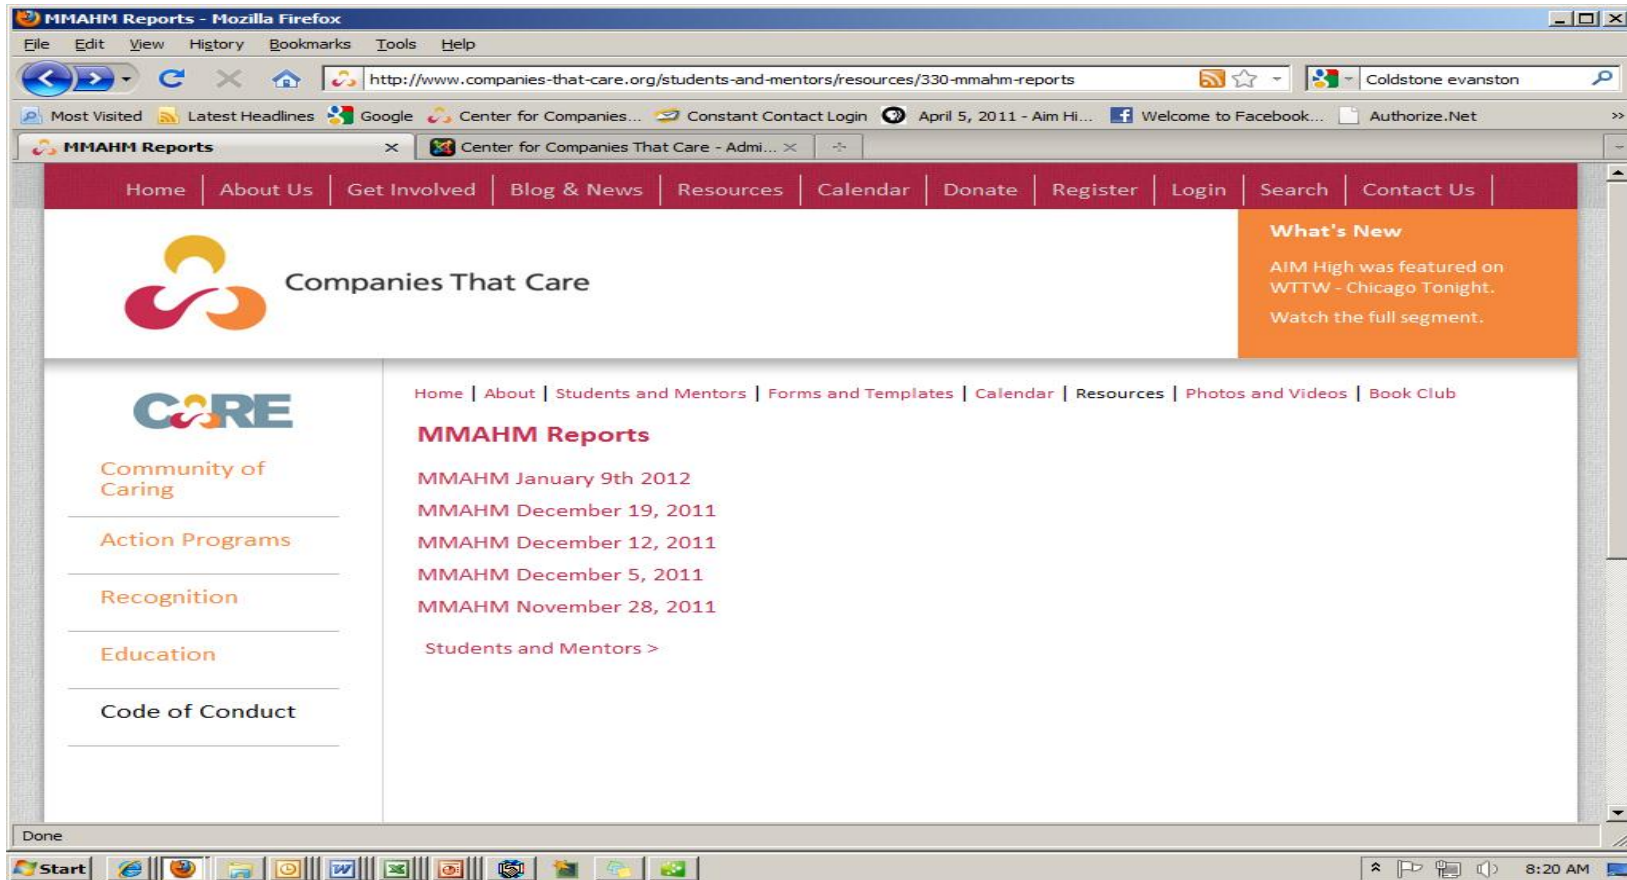 MMAHM Reports - Mozilla Firefox
File Edit View History Bookmarks Tools Help
http://www.companies-that-care.org/students-and-mentors/resources/330-mmahm-reports Coldstone evanston
Most Visited Latest Headlines Google Center for Companies... Constant Contact Login April 5, 2011 - Aim Hi... Welcome to Facebook... Authorize.Net »
MMAHM Reports Center for Companies That Care - Admi...
Home | About Us | Get Involved | Blog & News | Resources | Calendar | Donate | Register | Login | Search | Contact Us |
Companies That Care
What's New
AIM High was featured on
WTTW - Chicago Tonight.
Watch the full segment.
CARE
Community of
Caring
Action Programs
Recognition
Education
Code of Conduct
Home | About | Students and Mentors | Forms and Templates | Calendar | Resources | Photos and Videos | Book Club
MMAHM Reports
MMAHM January 9th 2012
MMAHM December 19, 2011
MMAHM December 12, 2011
MMAHM December 5, 2011
MMAHM November 28, 2011
Students and Mentors >
Done
Start 8:20 AM